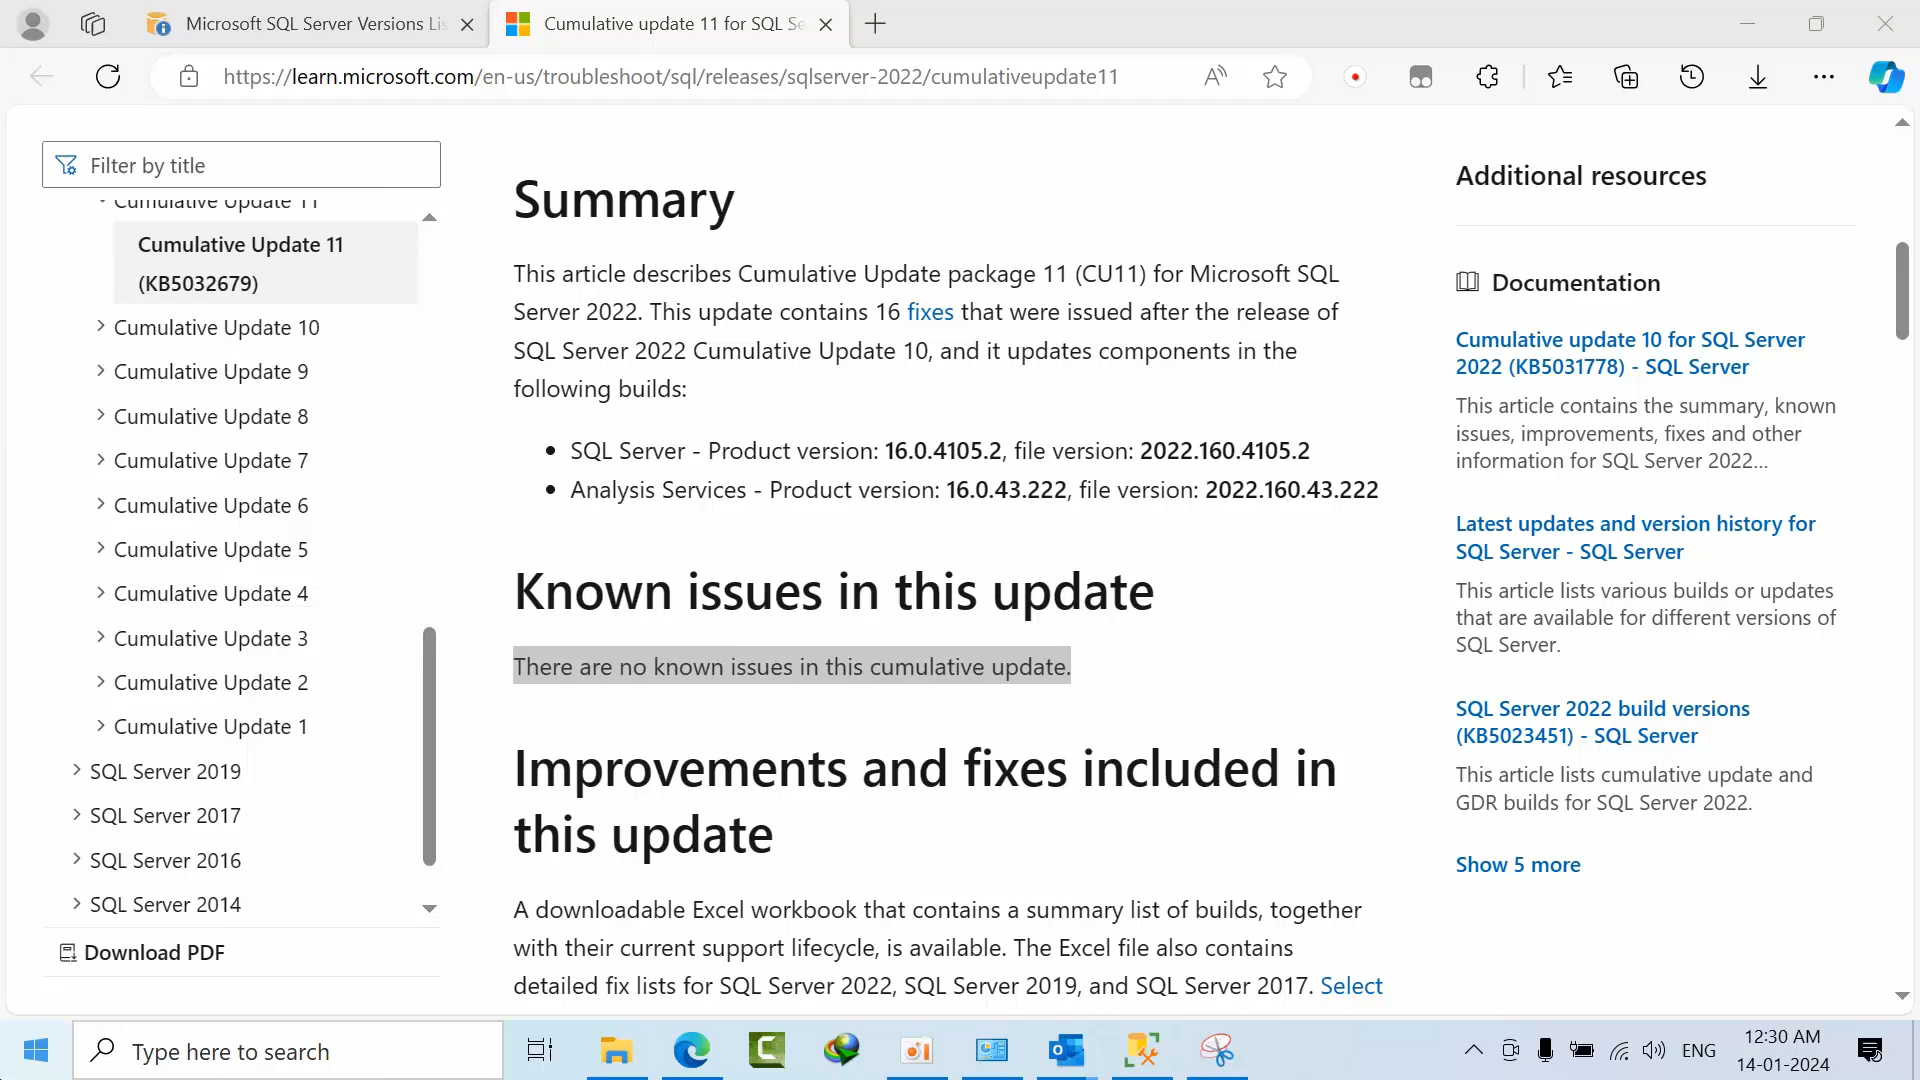 Microsoft SQL Server Versions Lis
Cumulative update 11 for SQL Se
https://learn.microsoft.com/en-us/troubleshoot/sql/releases/sqlserver-2022/cumulativeupdate11
Filter by title
Cumulative Update 11
Cumulative Update 11
(KB5032679)
Cumulative Update 10
Cumulative Update 9
Cumulative Update 8
Cumulative Update 7
Cumulative Update 6
Cumulative Update 5
Cumulative Update 4
Cumulative Update 3
Cumulative Update 2
Cumulative Update 1
SQL Server 2019
SQL Server 2017
SQL Server 2016
SQL Server 2014
Download PDF
Summary
This article describes Cumulative Update package 11 (CU11) for Microsoft SQL
Server 2022. This update contains 16 fixes that were issued after the release of
SQL Server 2022 Cumulative Update 10, and it updates components in the
following builds:
• SQL Server - Product version: 16.0.4105.2, file version: 2022.160.4105.2
• Analysis Services - Product version: 16.0.43.222, file version: 2022.160.43.222
Known issues in this update
There are no known issues in this cumulative update.
Improvements and fixes included in
this update
A downloadable Excel workbook that contains a summary list of builds, together
with their current support lifecycle, is available. The Excel file also contains
detailed fix lists for SQL Server 2022, SQL Server 2019, and SQL Server 2017. Select
Additional resources
Documentation
Cumulative update 10 for SQL Server
2022 (KB5031778) - SQL Server
This article contains the summary, known
issues, improvements, fixes and other
information for SQL Server 2022...
Latest updates and version history for
SQL Server - SQL Server
This article lists various builds or updates
that are available for different versions of
SQL Server.
SQL Server 2022 build versions
(KB5023451) - SQL Server
This article lists cumulative update and
GDR builds for SQL Server 2022.
Show 5 more
Type here to search
ENG
12:30 AM
14-01-2024